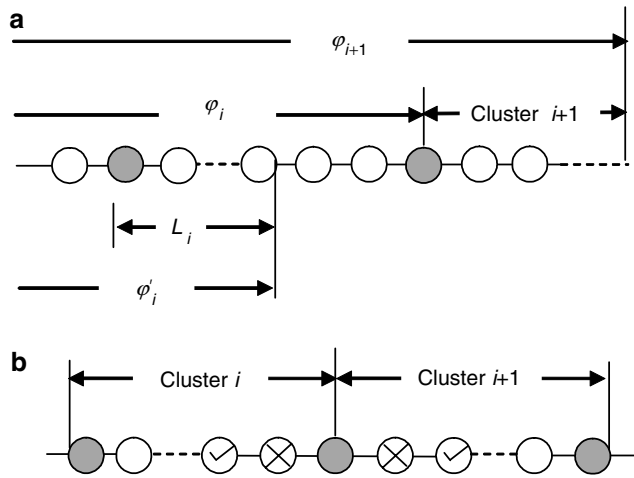 a
φi+1
φi
Cluster i+1
Li
φ'i
b
Cluster i
Cluster i+1